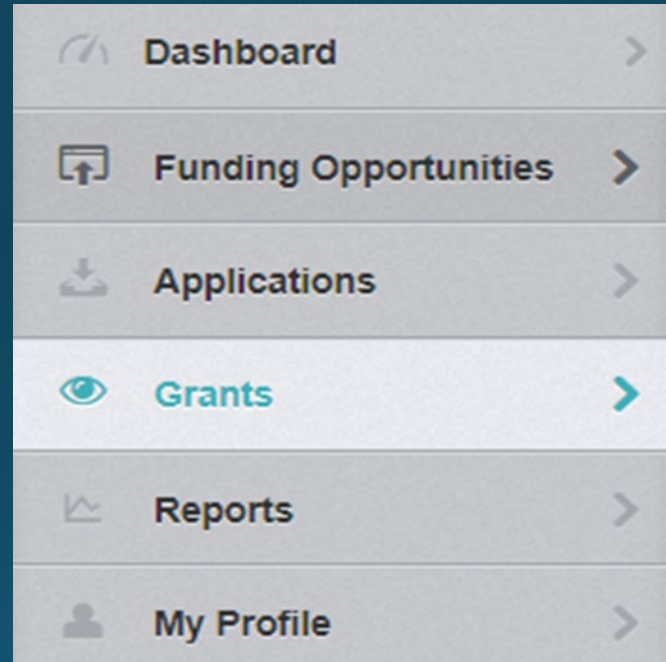 Dashboard
Funding Opportunities
Applications
Grants
Reports
My Profile